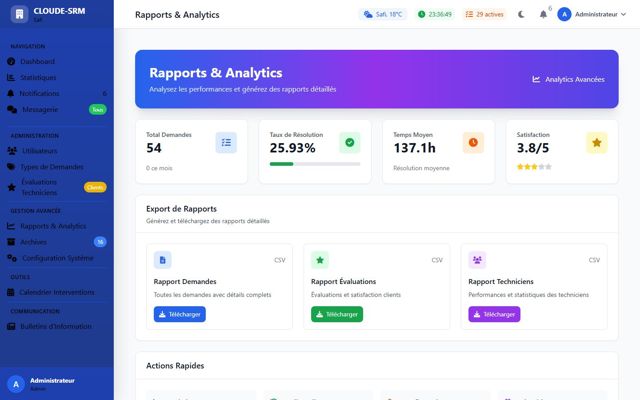 CLOUDE-SRM
Safi
NAVIGATION
Dashboard
Statistiques
Notifications 6
Messagerie Tous
ADMINISTRATION
Utilisateurs
Types de Demandes
Évaluations Techniciens Clients
GESTION AVANCÉE
Rapports & Analytics
Archives 16
Configuration Système
OUTILS
Calendrier Interventions
COMMUNICATION
Bulletins d'Information
A Administrateur
Admin
Rapports & Analytics
Safi, 18°C
23:36:49
29 actives
6
A Administrateur
Rapports & Analytics
Analysez les performances et générez des rapports détaillés
Analytics Avancées
Total Demandes
54
0 ce mois
Taux de Résolution
25.93%
Temps Moyen
137.1h
Résolution moyenne
Satisfaction
3.8/5
Export de Rapports
Générez et téléchargez des rapports détaillés
CSV
Rapport Demandes
Toutes les demandes avec détails complets
Télécharger
CSV
Rapport Évaluations
Évaluations et satisfaction clients
Télécharger
CSV
Rapport Techniciens
Performances et statistiques des techniciens
Télécharger
Actions Rapides